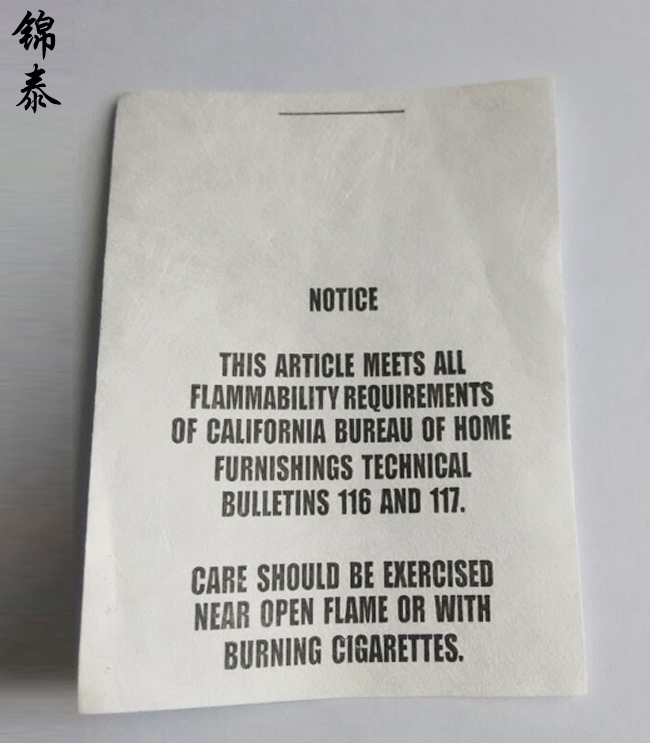 锦泰
NOTICE
THIS ARTICLE MEETS ALL
FLAMMABILITY REQUIREMENTS
OF CALIFORNIA BUREAU OF HOME
FURNISHINGS TECHNICAL
BULLETINS 116 AND 117.
CARE SHOULD BE EXERCISED
NEAR OPEN FLAME OR WITH
BURNING CIGARETTES.